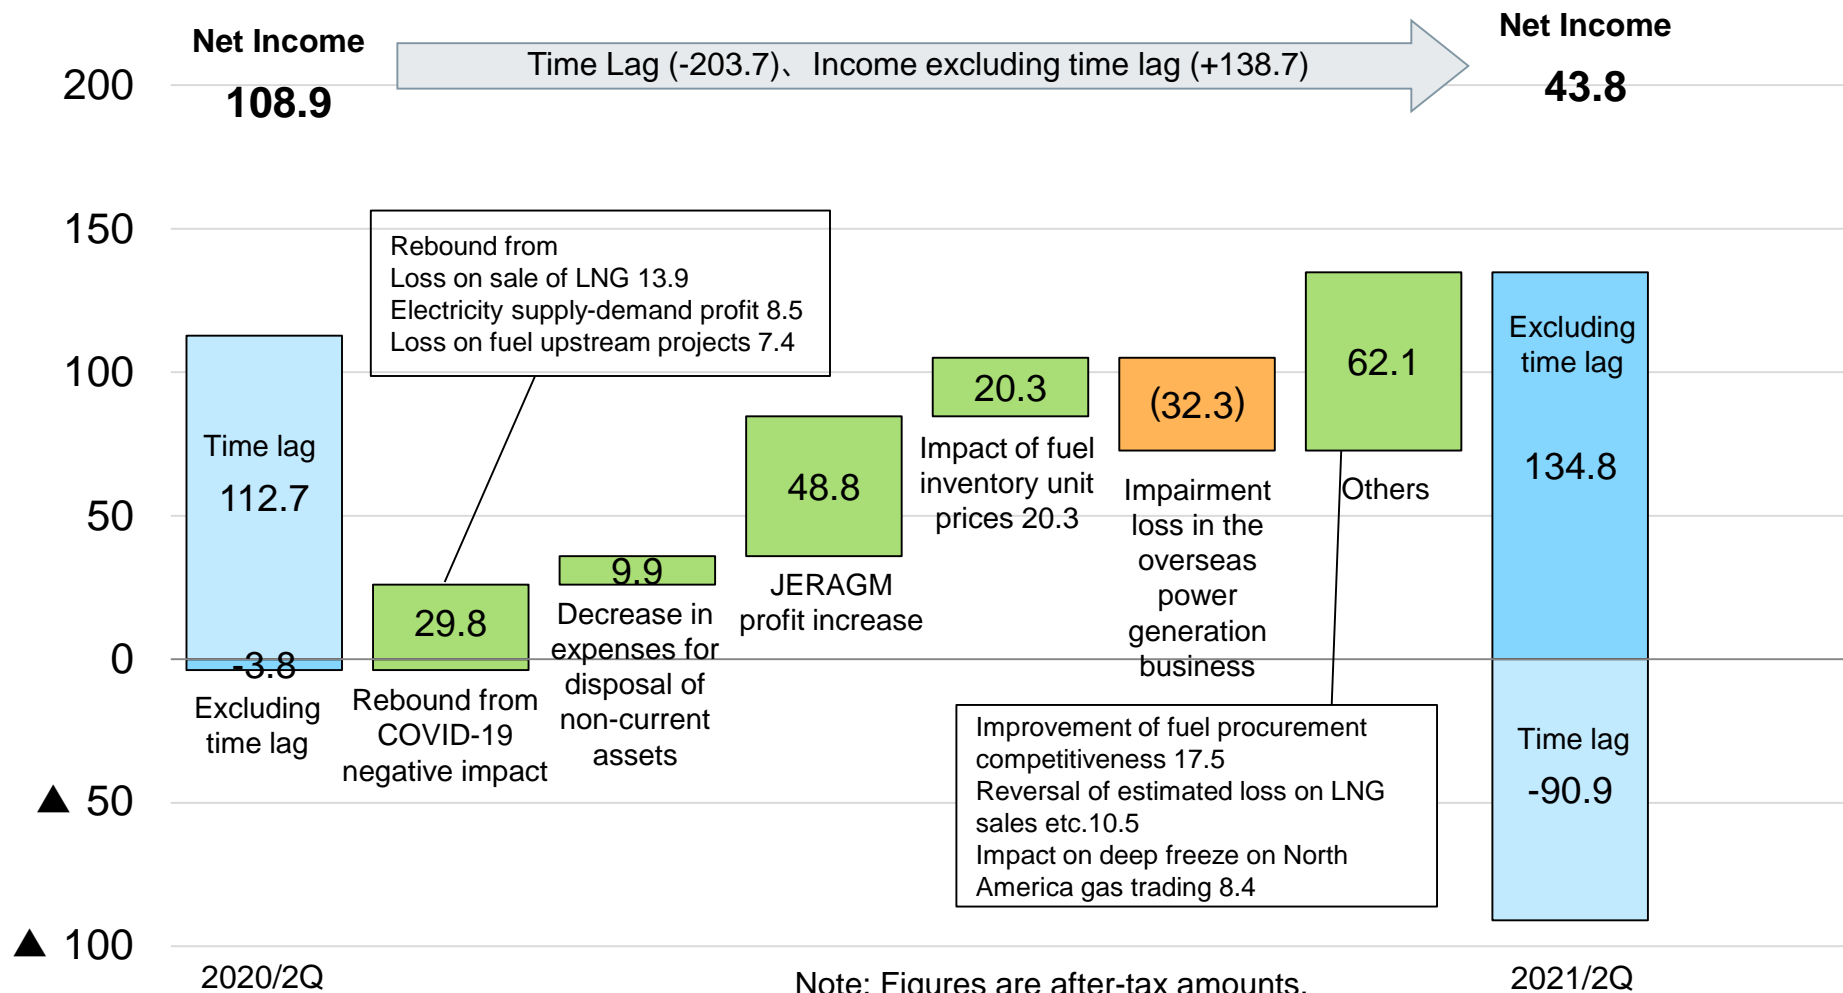 Net Income
108.9
Time Lag (-203.7)、Income excluding time lag (+138.7)
Net Income
43.8
200
150
100
50
0
▲ 50
▲ 100
Rebound from
Loss on sale of LNG 13.9
Electricity supply-demand profit 8.5
Loss on fuel upstream projects 7.4
Time lag
112.7
-3.8
Excluding
time lag
29.8
Rebound from
COVID-19
negative impact
9.9
Decrease in
expenses for
disposal of
non-current
assets
48.8
JERAGM
profit increase
20.3
Impact of fuel
inventory unit
prices 20.3
(32.3)
Impairment
loss in the
overseas
power
generation
business
62.1
Others
Improvement of fuel procurement
competitiveness 17.5
Reversal of estimated loss on LNG
sales etc.10.5
Impact on deep freeze on North
America gas trading 8.4
Excluding
time lag
134.8
Time lag
-90.9
2020/2Q
Note: Figures are after-tax amounts.
2021/2Q